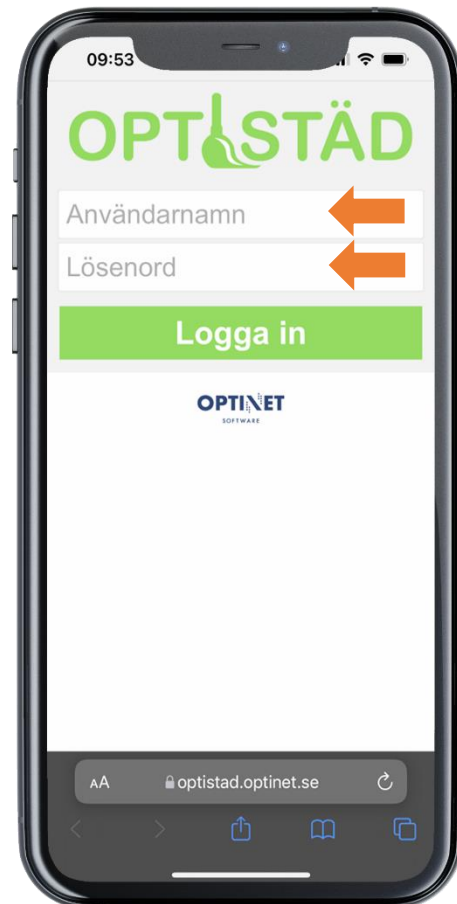 09:53
OPTISTÄD
Användarnamn
Lösenord
Logga in
OPTINET
SOFTWARE
AA optistad.optinet.se